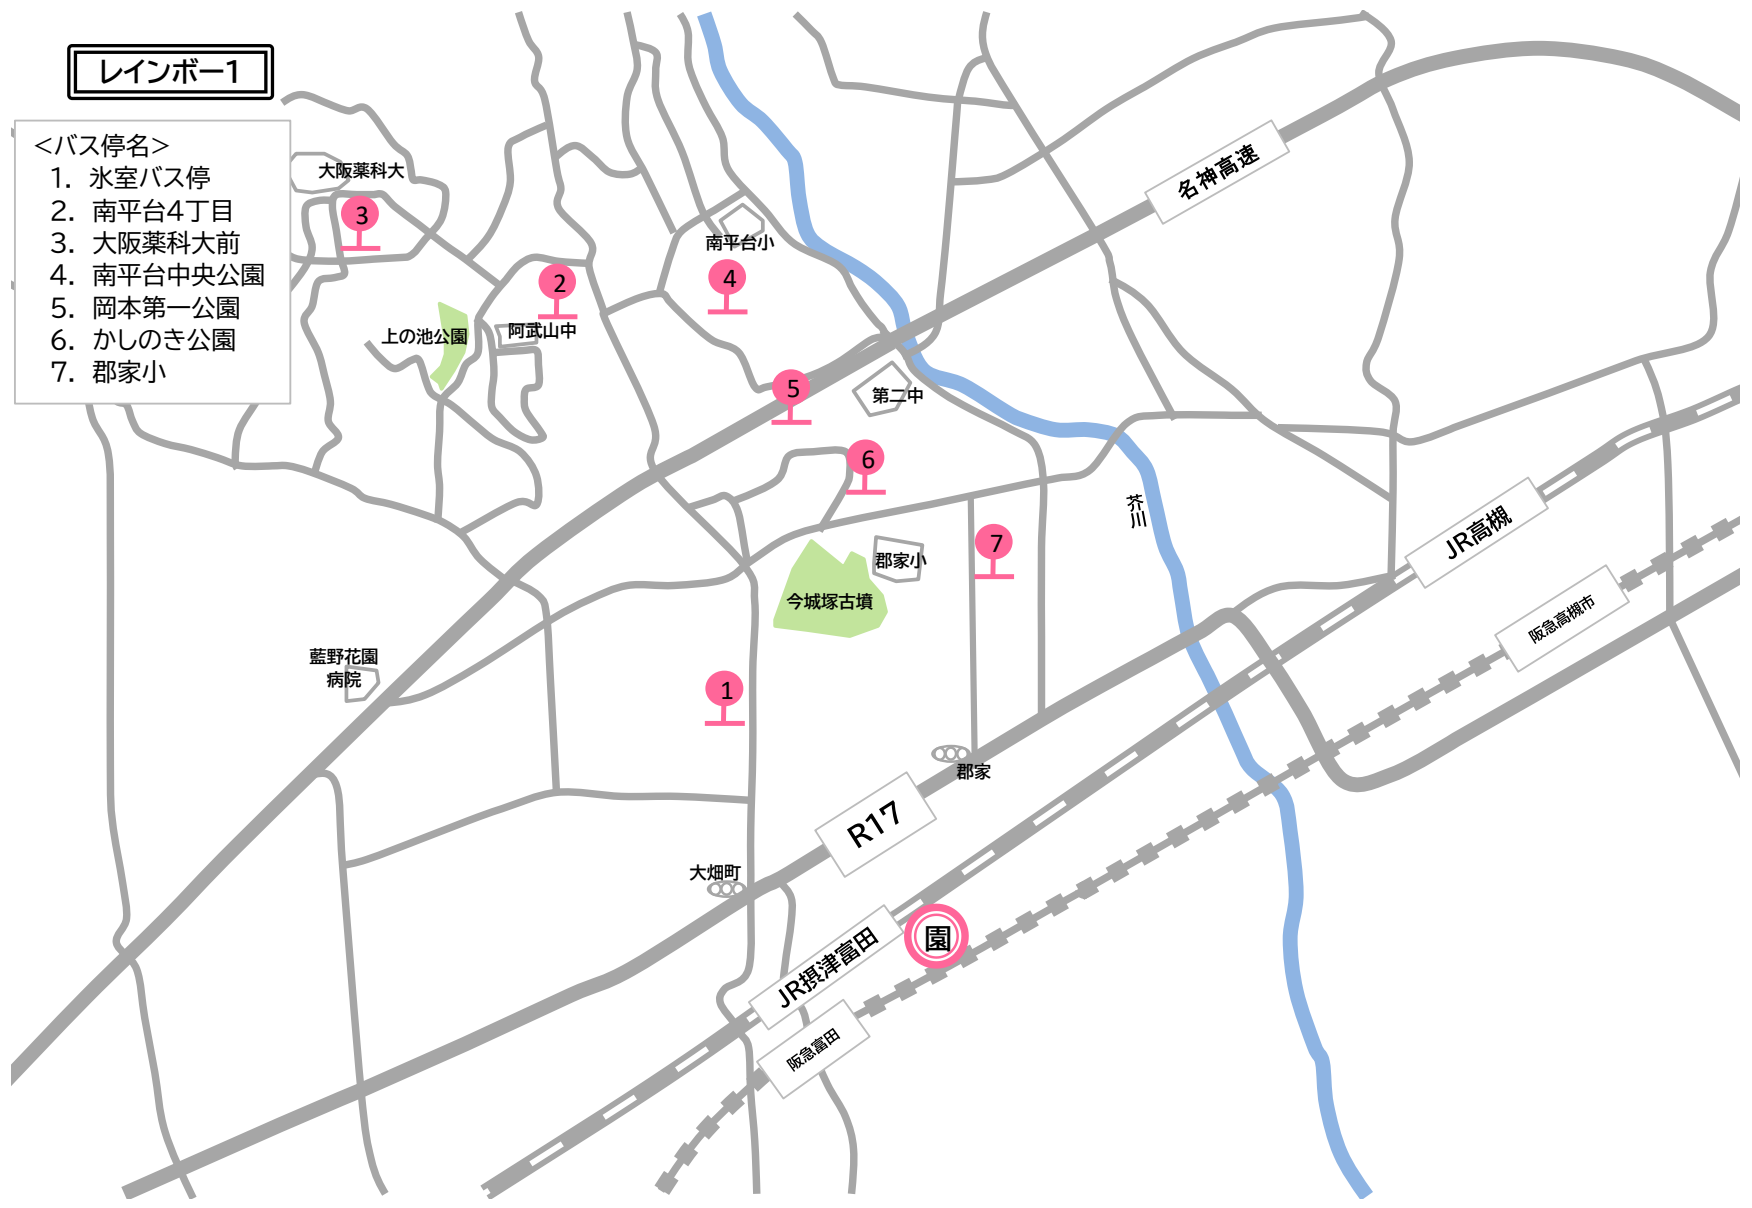 レインボー1
＜バス停名＞
1. 氷室バス停
2. 南平台4丁目
3. 大阪薬科大前
4. 南平台中央公園
5. 岡本第一公園
6. かしのき公園
7. 郡家小
大阪薬科大
3
名神高速
南平台小
4
2
上の池公園
阿武山中
5
第二中
6
芥川
7
JR高槻
郡家小
今城塚古墳
阪急高槻市
藍野花園
病院
1
郡家
R17
大畑町
園
JR摂津富田
阪急富田